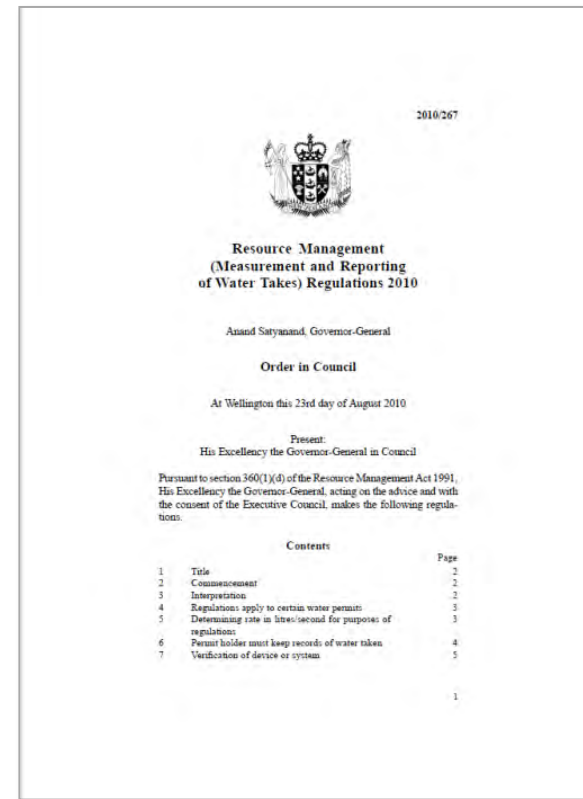 2010/267
Resource Management
(Measurement and Reporting
of Water Takes) Regulations 2010
Anand Satyanand, Governor-General
Order in Council
At Wellington this 23rd day of August 2010
Present:
His Excellency the Governor-General in Council
Pursuant to section 360(1)(d) of the Resource Management Act 1991,
His Excellency the Governor-General, acting on the advice and with
the consent of the Executive Council, makes the following regula-
tions.
Contents
Page
1 Title 2
2 Commencement 2
3 Interpretation 2
4 Regulations apply to certain water permits 3
5 Determining rate in litres/second for purposes of 3
regulations
6 Permit holder must keep records of water taken 4
7 Verification of device or system 5
1